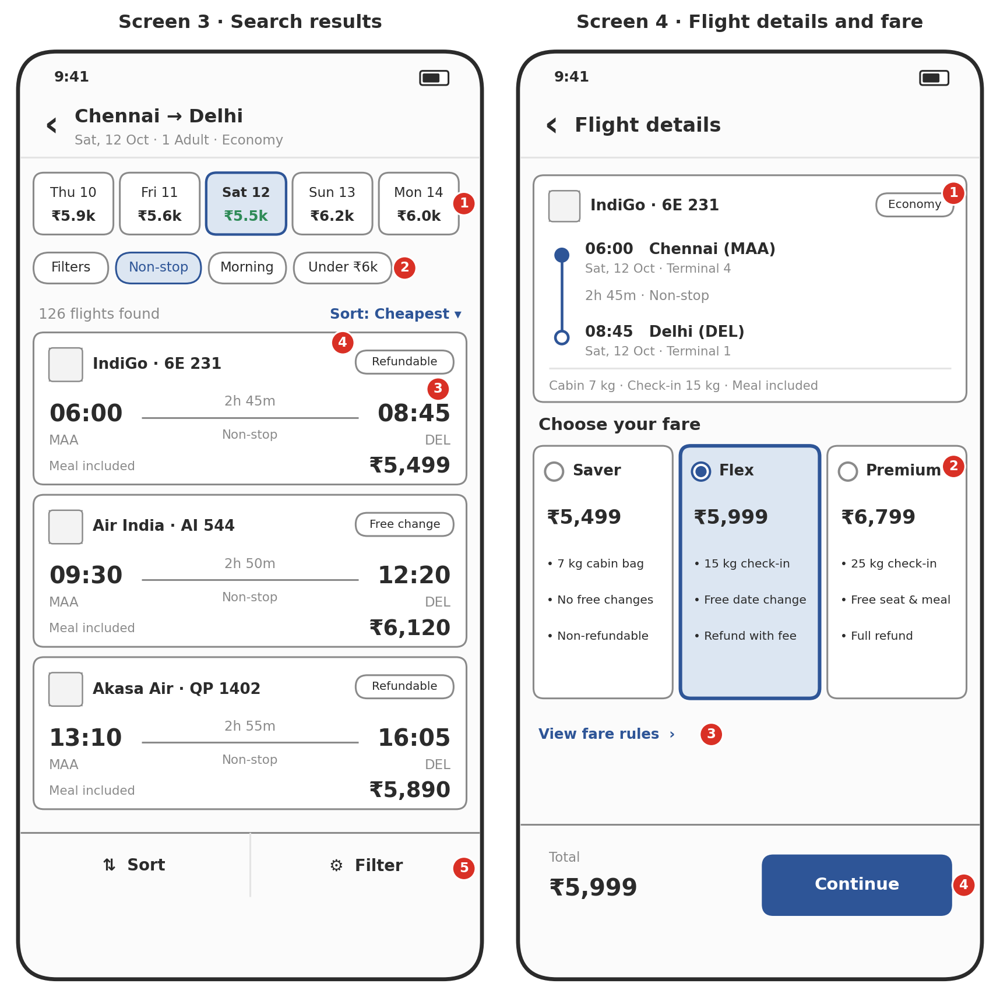 Screen 3 · Search results
9:41
‹ Chennai → Delhi
Sat, 12 Oct · 1 Adult · Economy
Thu 10 Fri 11 Sat 12 Sun 13 Mon 14
₹5.9k ₹5.6k ₹5.5k ₹6.2k ₹6.0k
1
Filters Non-stop Morning Under ₹6k 2
126 flights found Sort: Cheapest ▾
4
IndiGo · 6E 231 Refundable
3
2h 45m
06:00 08:45
Non-stop
MAA DEL
Meal included ₹5,499
Air India · AI 544 Free change
2h 50m
09:30 12:20
Non-stop
MAA DEL
Meal included ₹6,120
Akasa Air · QP 1402 Refundable
2h 55m
13:10 16:05
Non-stop
MAA DEL
Meal included ₹5,890
⇅ Sort ⚙ Filter 5
Screen 4 · Flight details and fare
9:41
‹ Flight details
1
IndiGo · 6E 231 Economy
06:00 Chennai (MAA)
Sat, 12 Oct · Terminal 4
2h 45m · Non-stop
08:45 Delhi (DEL)
Sat, 12 Oct · Terminal 1
Cabin 7 kg · Check-in 15 kg · Meal included
Choose your fare
Saver Flex Premium 2
₹5,499 ₹5,999 ₹6,799
• 7 kg cabin bag • 15 kg check-in • 25 kg check-in
• No free changes • Free date change • Free seat & meal
• Non-refundable • Refund with fee • Full refund
View fare rules › 3
Total
₹5,999
Continue 4